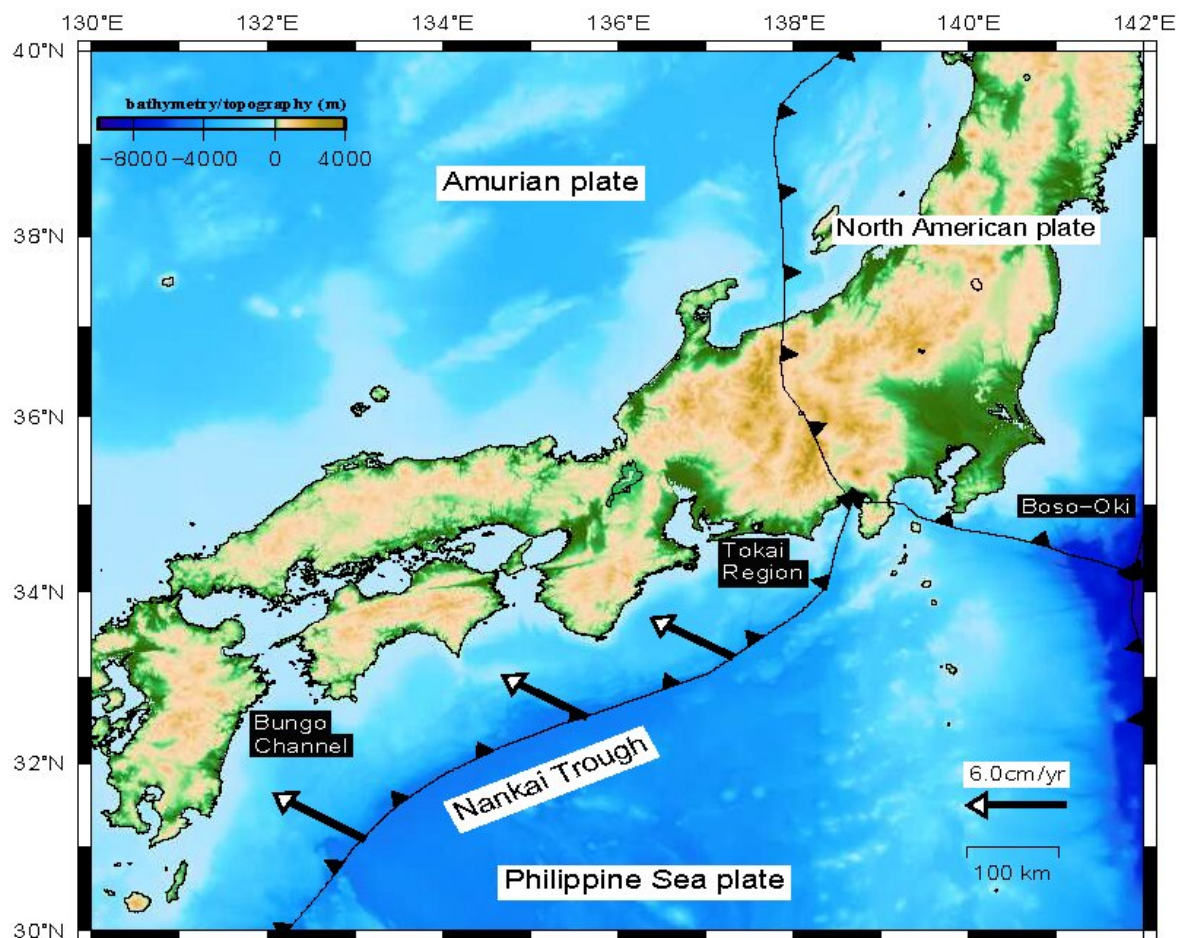 130°E 132°E 134°E 136°E 138°E 140°E 142°E
40°N
bathymetry/topography (m)
−8000 −4000 0 4000
Amurian plate
38°N
North American plate
36°N
Boso−Oki
Tokai
Region
34°N
Bungo
Channel
32°N
Nankai Trough
6.0cm/yr
100 km
Philippine Sea plate
30°N